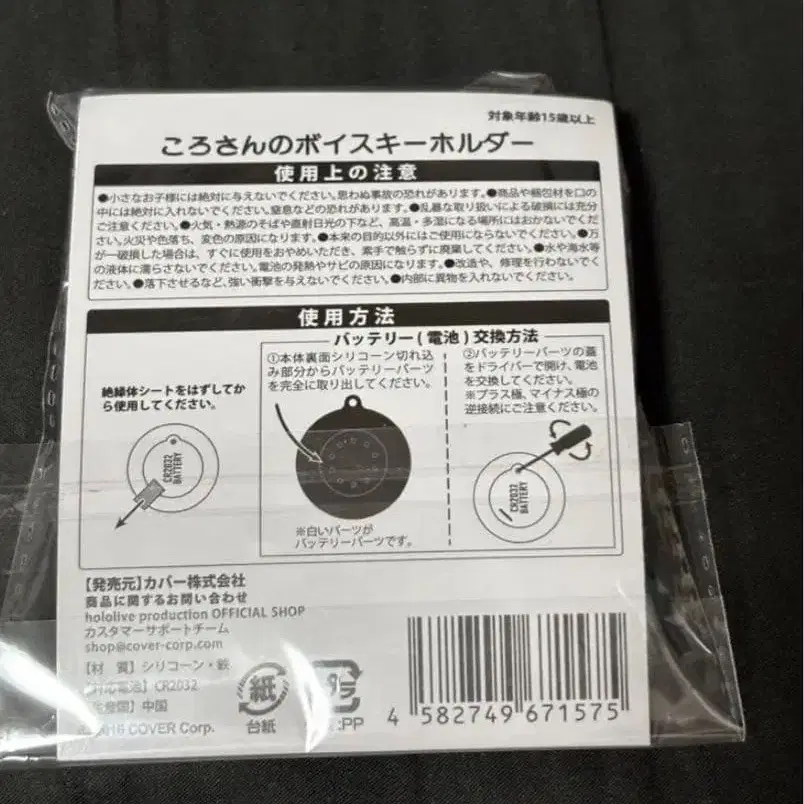 対象年齢15歳以上
ころさんのボイスキーホルダー
使用上の注意
●小さなお子様には絶対に与えないでください。思わぬ事故の恐れがあります。●商品や梱包材を口の
中には絶対に入れないでください。窒息などの恐れがあります。●乱暴な取り扱いによる破損には充分
ご注意ください。●火気・熱源のそばや直射日光の下など、高温・多湿になる場所にはおかないでくだ
さい。火災や色落ち、変色の原因になります。●本来の目的以外にはご使用にならないでください。●万
が一破損した場合は、すぐに使用をおやめいただき、素手で触らずに廃棄してください。●水や海水等
の液体に濡らさないでください。電池の発熱やサビの原因になります。●改造や、修理を行わないでく
ださい。●落下させるなど、強い衝撃を与えないでください。●内部に異物を入れないでください。
使用方法
絶縁体シートをはずしてか
ら使用してください。
CR2032
BATTERY
バッテリー(電池)交換方法
①本体裏面シリコーン切れ込
み部分からバッテリーパーツ
を完全に取り出してください。
※白いパーツが
バッテリーパーツです。
②バッテリーパーツの蓋
をドライバーで開け、電池
を交換してください。
※プラス極、マイナス極の
逆接続にご注意ください。
CR2032
BATTERY
【発売元】カバー株式会社
商品に関するお問い合わせ
hololive production OFFICIAL SHOP
カスタマーサポートチーム
shop@cover-corp.com
【材　質】シリコーン・鉄
【対応電池】CR2032
【生産国】中国
2016 COVER Corp.
紙
台紙
:PP
4 582749 671575